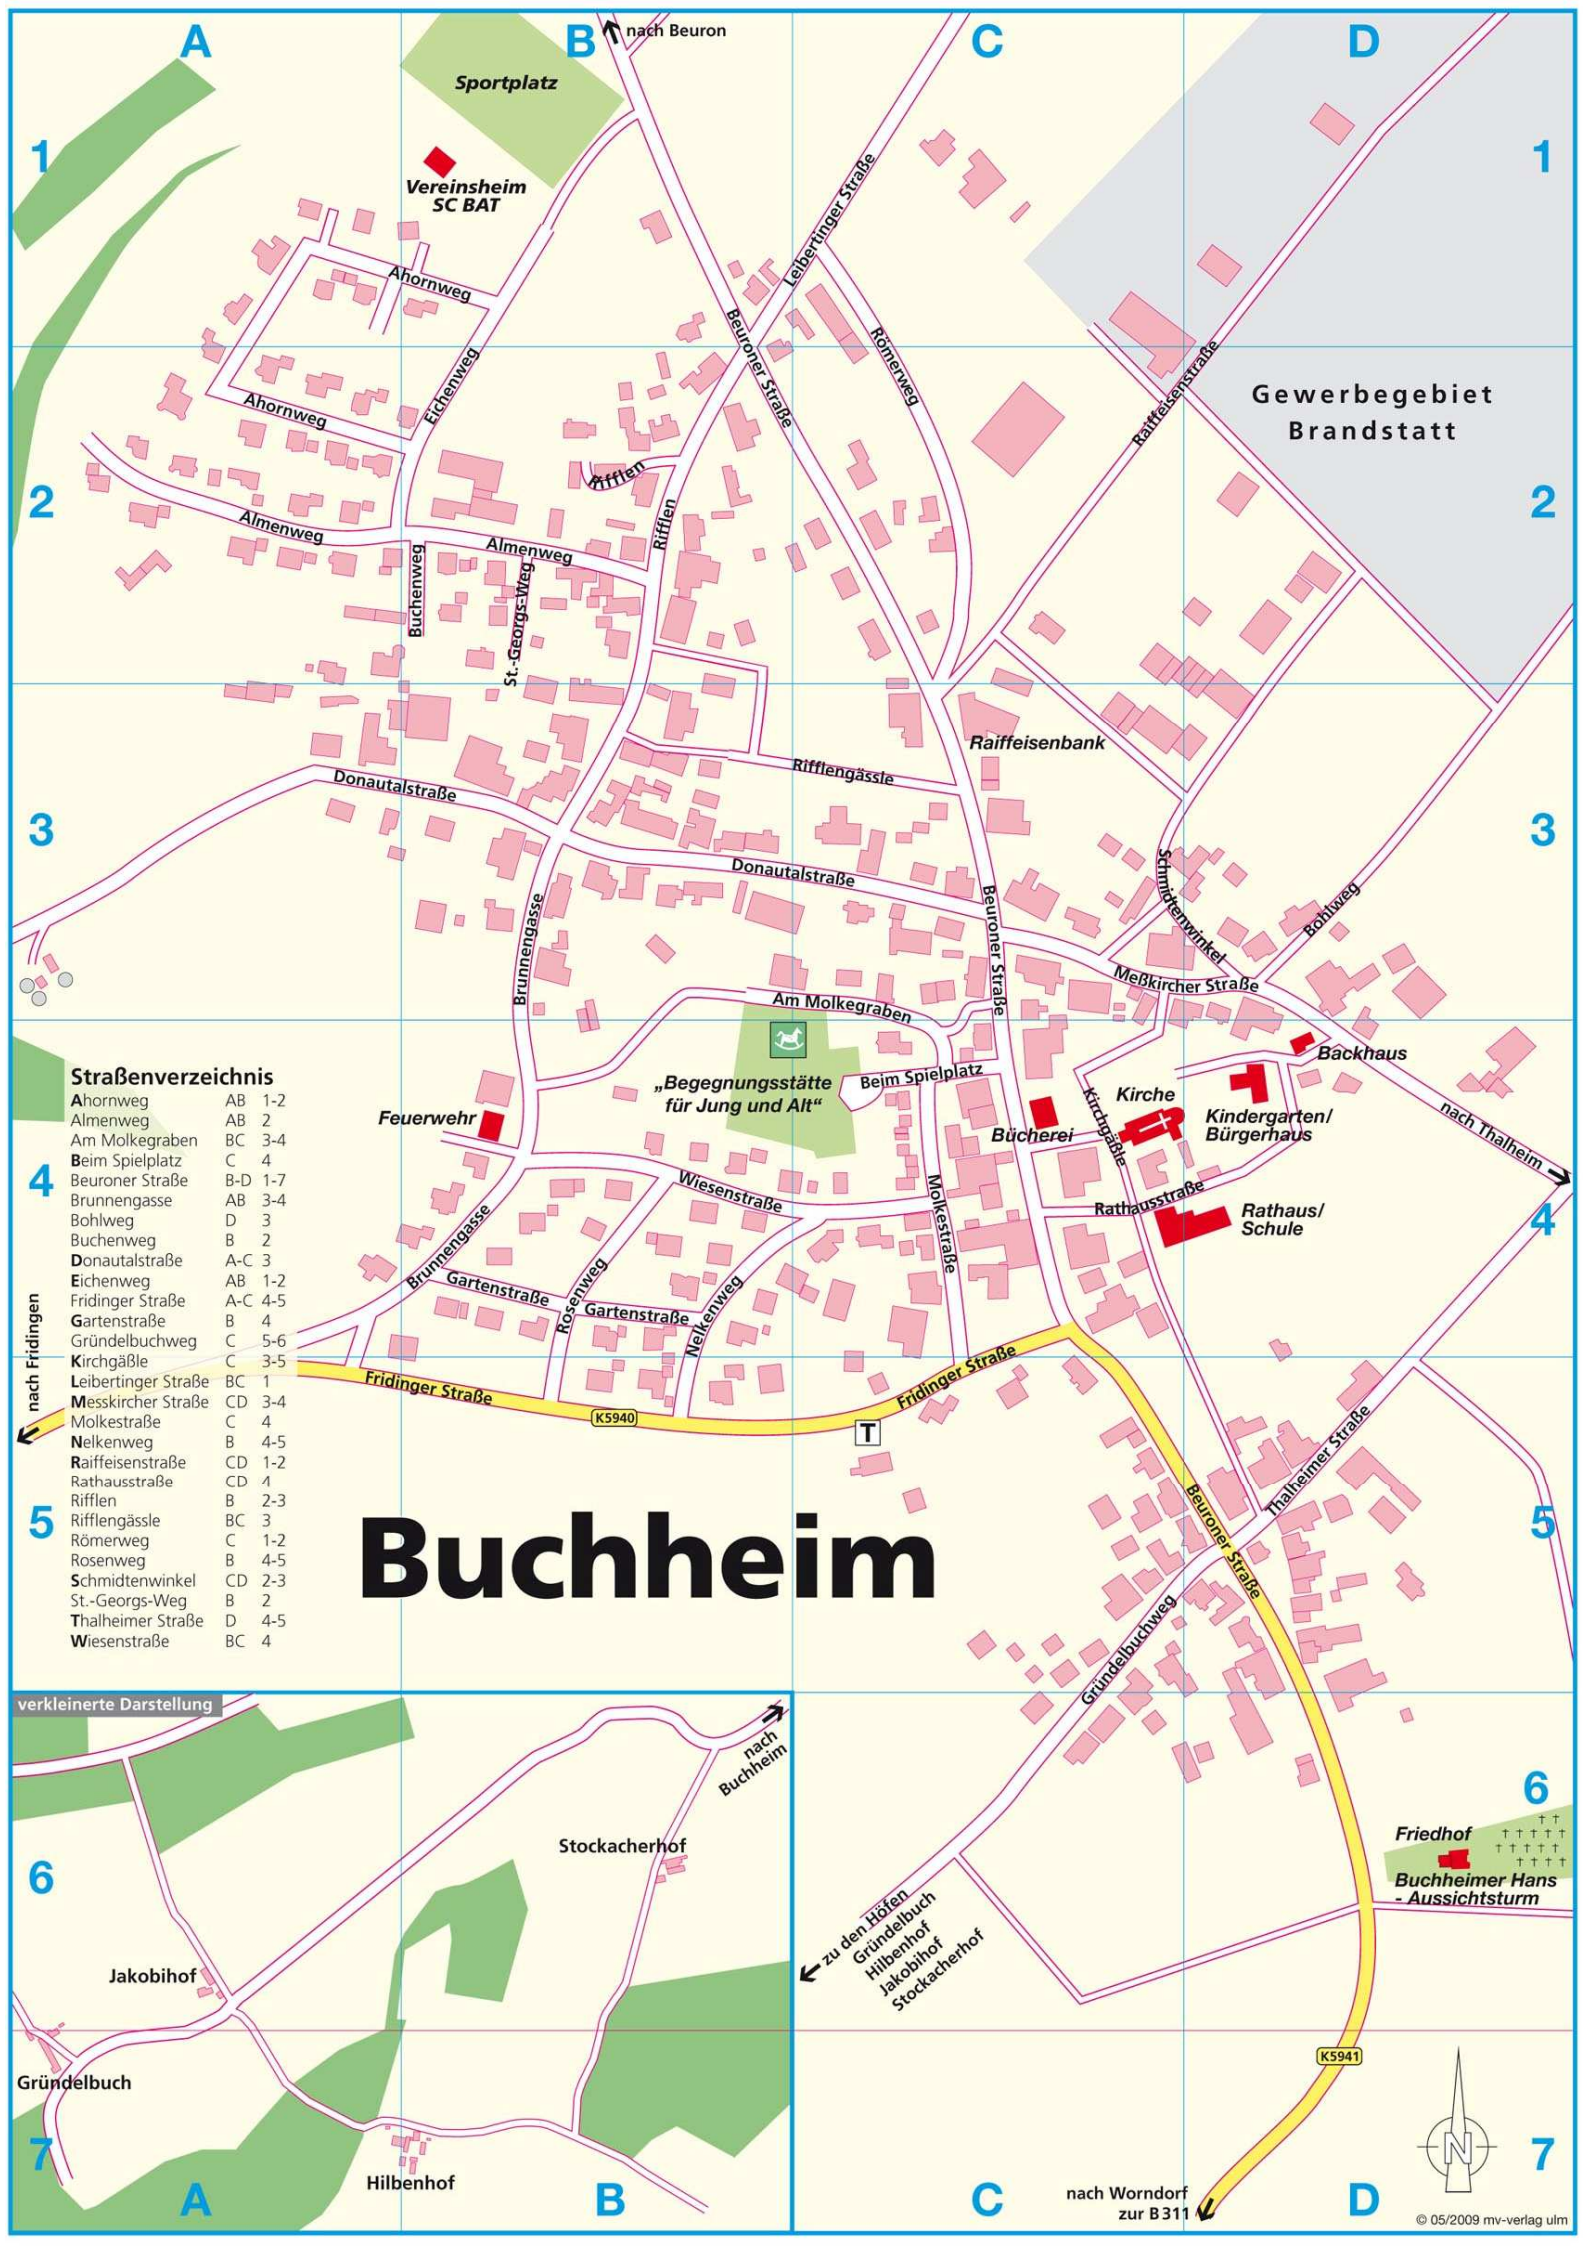 A
B
C
D
nach Beuron
Sportplatz
1
1
Vereinsheim
SC BAT
Leibertinger Straße
Ahornweg
Beuroner Straße
Römerweg
Eichenweg
Raiffeisenstraße
Gewerbegebiet
Brandstatt
Ahornweg
Rifflen
2
2
Almenweg
Rifflen
Almenweg
Buchenweg
St.-Georgs-Weg
Raiffeisenbank
Rifflengässle
Donautalstraße
3
3
Schmidtenwinkel
Donautalstraße
Beuroner Straße
Bohlweg
Brunnengasse
Meßkircher Straße
Am Molkegraben
Backhaus
Beim Spielplatz
„Begegnungsstätte
für Jung und Alt“
Kirche
Kirchgäßle
Feuerwehr
Bücherei
Kindergarten/
Bürgerhaus
nach Thalheim
4
4
Wiesenstraße
Molkestraße
Rathausstraße
Rathaus/
Schule
Brunnengasse
Gartenstraße
Rosenweg
Gartenstraße
Nelkenweg
nach Fridingen
Straßenverzeichnis
Ahornweg AB 1-2
Almenweg AB 2
Am Molkegraben BC 3-4
Beim Spielplatz C 4
Beuroner Straße B-D 1-7
Brunnengasse AB 3-4
Bohlweg D 3
Buchenweg B 2
Donautalstraße A-C 3
Eichenweg AB 1-2
Fridinger Straße A-C 4-5
Gartenstraße B 4
Gründelbuchweg C 5-6
Kirchgäßle C 3-5
Leibertinger Straße BC 1
Messkircher Straße CD 3-4
Molkestraße C 4
Nelkenweg B 4-5
Raiffeisenstraße CD 1-2
Rathausstraße CD 4
Rifflen B 2-3
Rifflengässle BC 3
Römerweg C 1-2
Rosenweg B 4-5
Schmidtenwinkel CD 2-3
St.-Georgs-Weg B 2
Thalheimer Straße D 4-5
Wiesenstraße BC 4
Fridinger Straße
K5940
Fridinger Straße
T
Thalheimer Straße
Beuroner Straße
5
5
Buchheim
Gründelbuchweg
verkleinerte Darstellung
nach
Buchheim
Stockacherhof
6
6
Jakobihof
Gründelbuch
Hilbenhof
7
A
B
Friedhof
Buchheimer Hans
- Aussichtsturm
zu den Höfen
Gründelbuch
Hilbenhof
Jakobihof
Stockacherhof
K5941
N
7
nach Worndorf
zur B311
C
D
© 05/2009 mv-verlag ulm